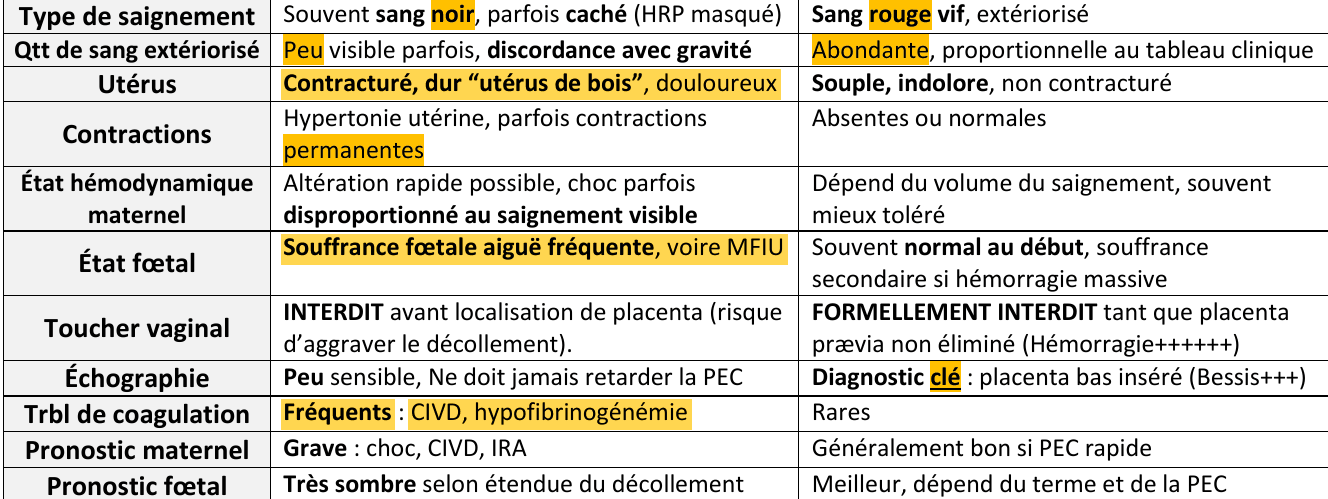 Type de saignement
Souvent sang noir, parfois caché (HRP masqué)
Sang rouge vif, extériorisé
Qtt de sang extériorisé
Peu visible parfois, discordance avec gravité
Abondante, proportionnelle au tableau clinique
Utérus
Contracturé, dur “utérus de bois”, douloureux
Souple, indolore, non contracturé
Contractions
Hypertonie utérine, parfois contractions
permanentes
Absentes ou normales
État hémodynamique
maternel
Altération rapide possible, choc parfois
disproportionné au saignement visible
Dépend du volume du saignement, souvent
mieux toléré
État fœtal
Souffrance fœtale aiguë fréquente, voire MFIU
Souvent normal au début, souffrance
secondaire si hémorragie massive
Toucher vaginal
INTERDIT avant localisation de placenta (risque
d’aggraver le décollement).
FORMELLEMENT INTERDIT tant que placenta
prævia non éliminé (Hémorragie++++++)
Échographie
Peu sensible, Ne doit jamais retarder la PEC
Diagnostic clé : placenta bas inséré (Bessis+++)
Trbl de coagulation
Fréquents : CIVD, hypofibrinogénémie
Rares
Pronostic maternel
Grave : choc, CIVD, IRA
Généralement bon si PEC rapide
Pronostic fœtal
Très sombre selon étendue du décollement
Meilleur, dépend du terme et de la PEC